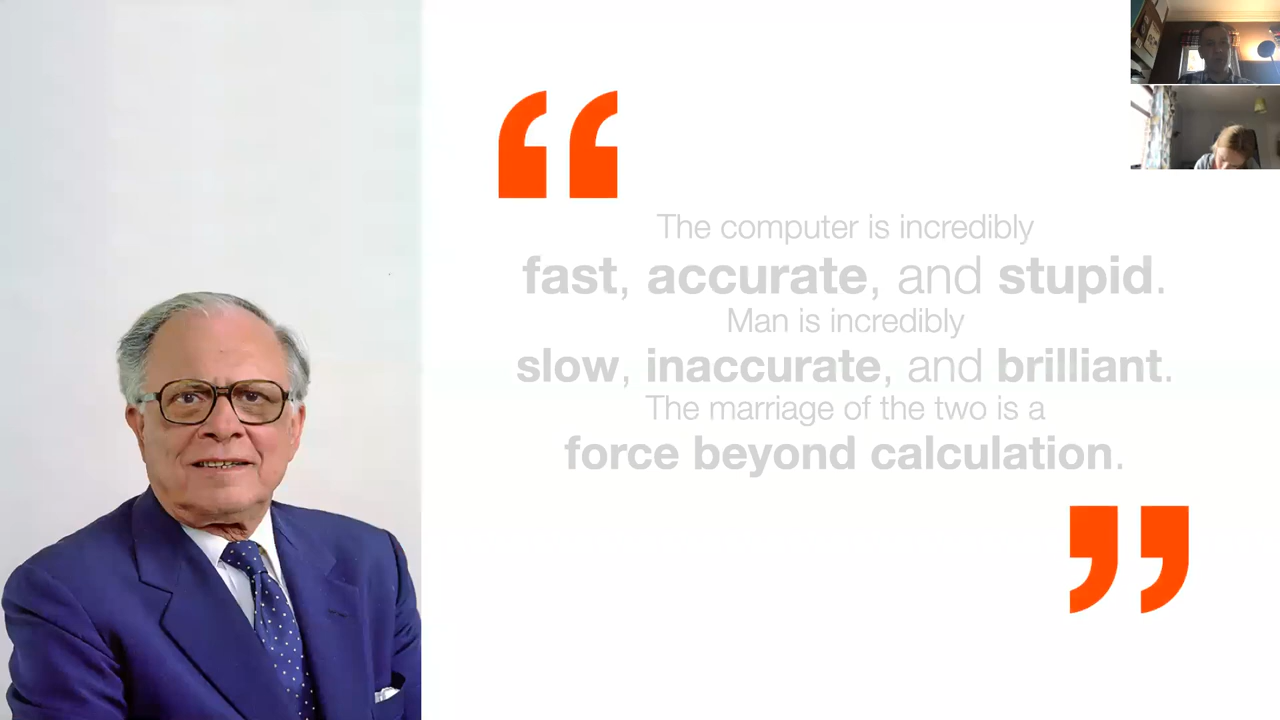 “
The computer is incredibly
fast, accurate, and stupid.
Man is incredibly
slow, inaccurate, and brilliant.
The marriage of the two is a
force beyond calculation.
”